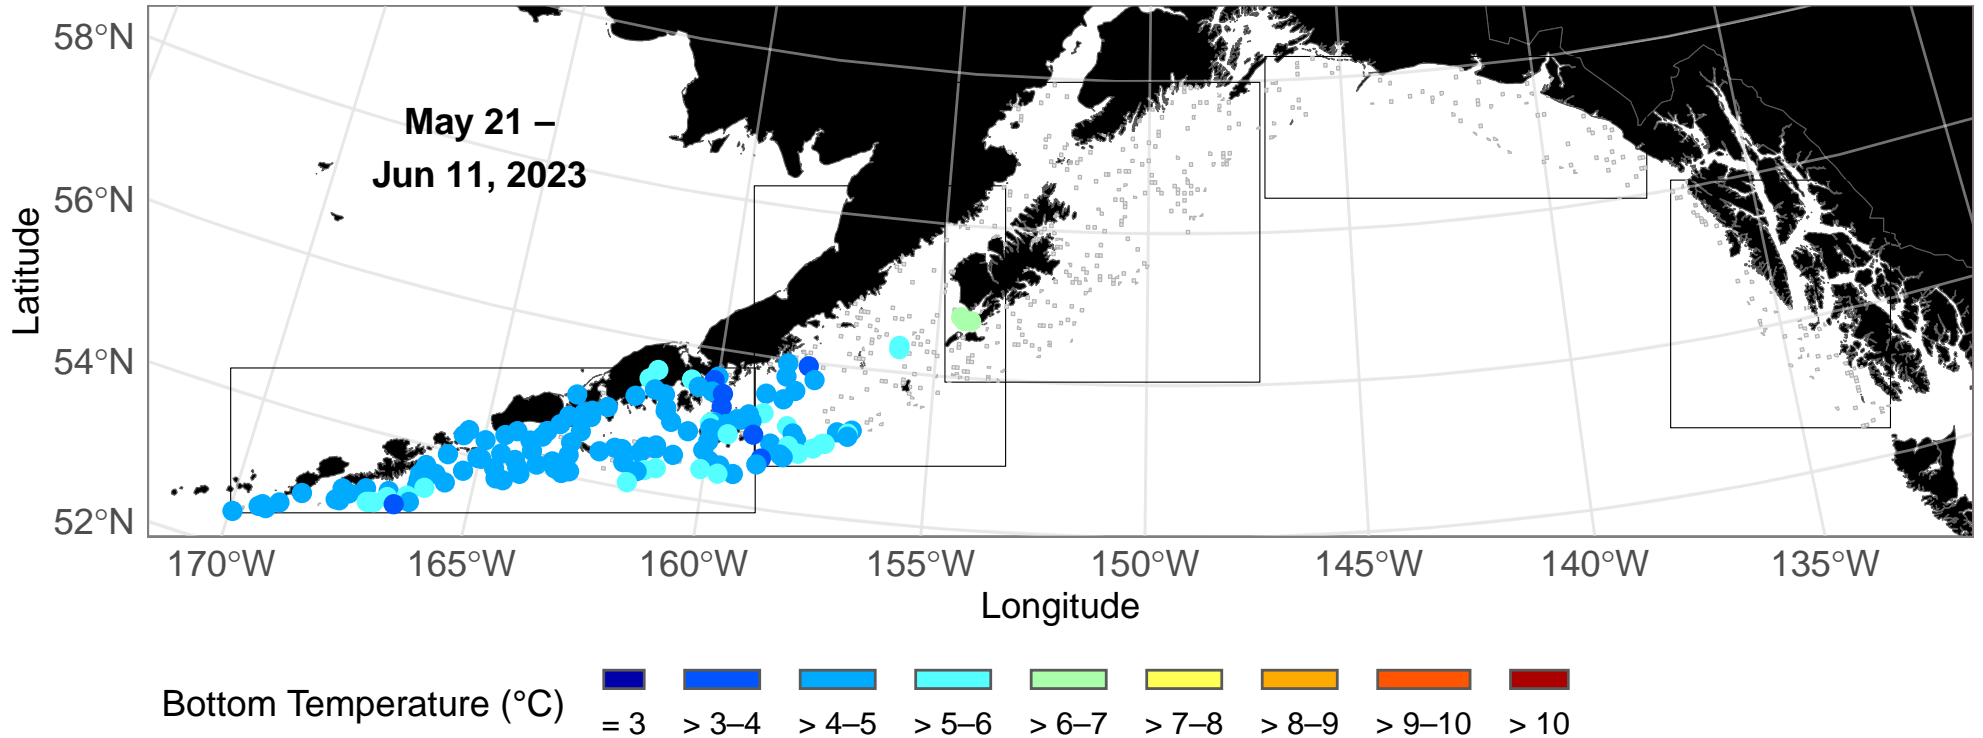 58°N
May 21 –
Jun 11, 2023
56°N
Latitude
54°N
52°N
170°W 165°W 160°W 155°W 150°W 145°W 140°W 135°W
Longitude
Bottom Temperature (°C)
= 3 > 3–4 > 4–5 > 5–6 > 6–7 > 7–8 > 8–9 > 9–10 > 10